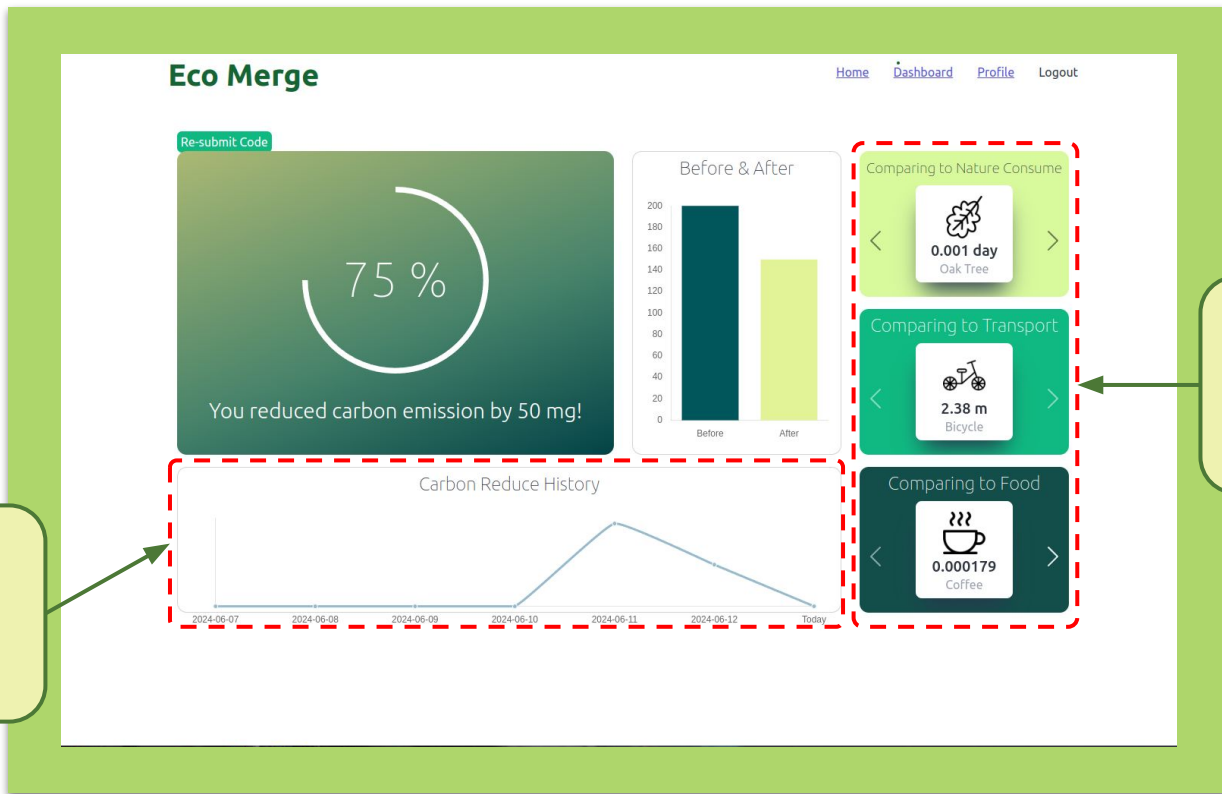 Eco Merge
Home Dashboard Profile Logout
Re-submit Code
75 %
You reduced carbon emission by 50 mg!
Before & After
200
180
160
140
120
100
80
60
40
20
0
Before After
Comparing to Nature Consume
0.001 day
Oak Tree
Comparing to Transport
2.38 m
Bicycle
Comparing to Food
0.000179
Coffee
Carbon Reduce History
2024-06-07 2024-06-08 2024-06-09 2024-06-10 2024-06-11 2024-06-12 Today